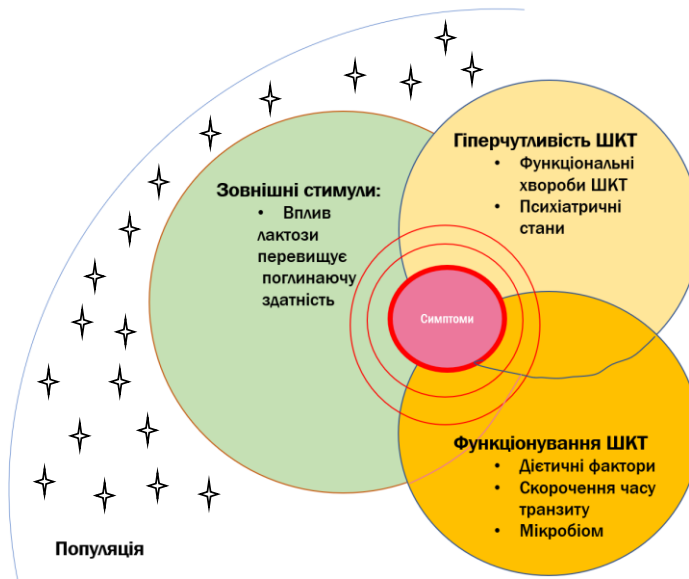 Гіперчутливість ШКТ
• Функціональні
хвороби ШКТ
• Психіатричні
стани
Зовнішні стимули:
• Вплив
лактози
перевищує
поглинаючу
здатність
Симптоми
Функціонування ШКТ
• Дієтичні фактори
• Скорочення часу
транзиту
• Мікробіом
Популяція